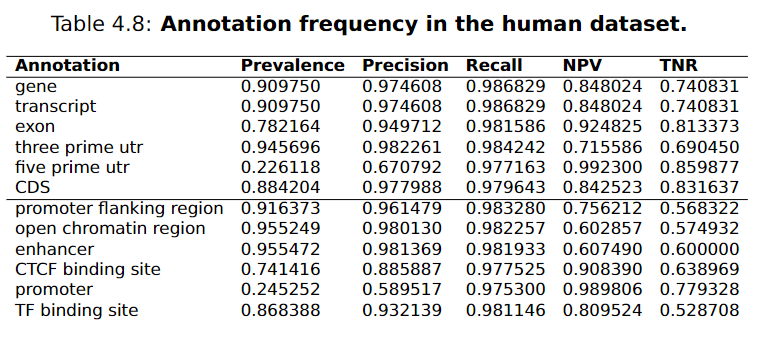 Table 4.8: Annotation frequency in the human dataset.
Annotation Prevalence Precision Recall NPV TNR
gene 0.909750 0.974608 0.986829 0.848024 0.740831
transcript 0.909750 0.974608 0.986829 0.848024 0.740831
exon 0.782164 0.949712 0.981586 0.924825 0.813373
three prime utr 0.945696 0.982261 0.984242 0.715586 0.690450
five prime utr 0.226118 0.670792 0.977163 0.992300 0.859877
CDS 0.884204 0.977988 0.979643 0.842523 0.831637
promoter flanking region 0.916373 0.961479 0.983280 0.756212 0.568322
open chromatin region 0.955249 0.980130 0.982257 0.602857 0.574932
enhancer 0.955472 0.981369 0.981933 0.607490 0.600000
CTCF binding site 0.741416 0.885887 0.977525 0.908390 0.638969
promoter 0.245252 0.589517 0.975300 0.989806 0.779328
TF binding site 0.868388 0.932139 0.981146 0.809524 0.528708